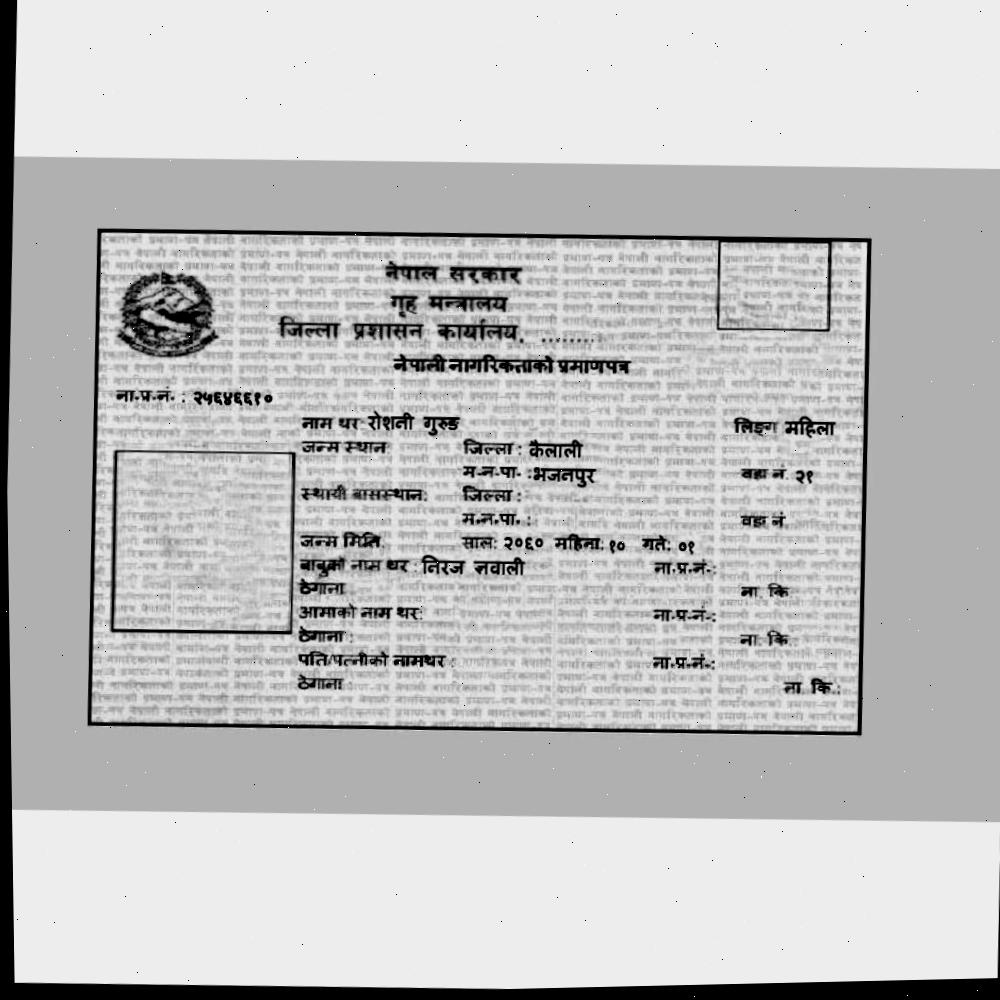 नेपाल सरकार
गृह मन्त्रालय
जिल्ला प्रशासन कार्यालय, ........
नेपाली नागरिकताको प्रमाणपत्र
ना.प्र.नं. : २५६४६६१०
नाम थर रोशनी गुरुङ लिङ्ग महिला
जन्म स्थान जिल्ला : कैलाली
म.न.पा. : भजनपुर वडा नं. २१
स्थायी बासस्थान: जिल्ला :
म.न.पा. : वडा नं.
जन्म मिति साल: २०६० महिना: १० गते: ०१
बाबुको नाम थर : निरज ज्ञवाली ना.प्र.नं.:
ठेगाना ना. कि.
आमाको नाम थर: ना.प्र.नं.:
ठेगाना : ना. कि.:
पति/पत्नीको नामथर : ना.प्र.नं.:
ठेगाना ना. कि.: